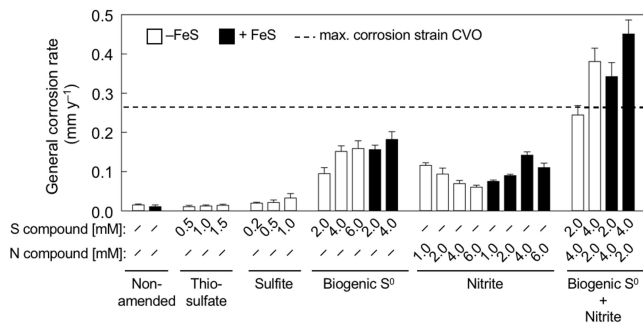 0.5
0.4
0.3
0.2
0.1
0.0
General corrosion rate
(mm y⁻¹)
–FeS + FeS max. corrosion strain CVO
S compound [mM] – – 0.5 1.0 1.5 0.2 0.5 1.0 2.0 4.0 6.0 2.0 4.0 – – – – – – – – 2.0 4.0 2.0 4.0
N compound [mM] – – – – – – – – – – – – – 1.0 2.0 4.0 6.0 1.0 2.0 4.0 6.0 4.0 2.0 4.0 2.0
Non-
amended
Thio-
sulfate
Sulfite
Biogenic S⁰
Nitrite
Biogenic S⁰
+
Nitrite